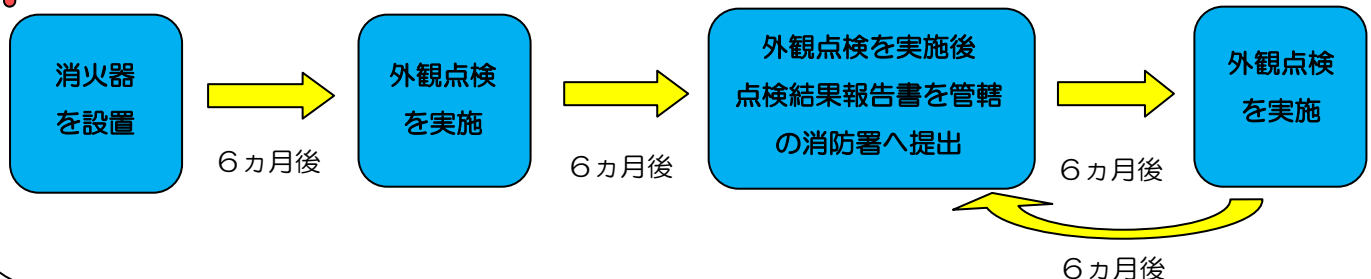 消火器
を設置
６ヵ月後
外観点検
を実施
６ヵ月後
外観点検を実施後
点検結果報告書を管轄
の消防署へ提出
６ヵ月後
外観点検
を実施
６ヵ月後